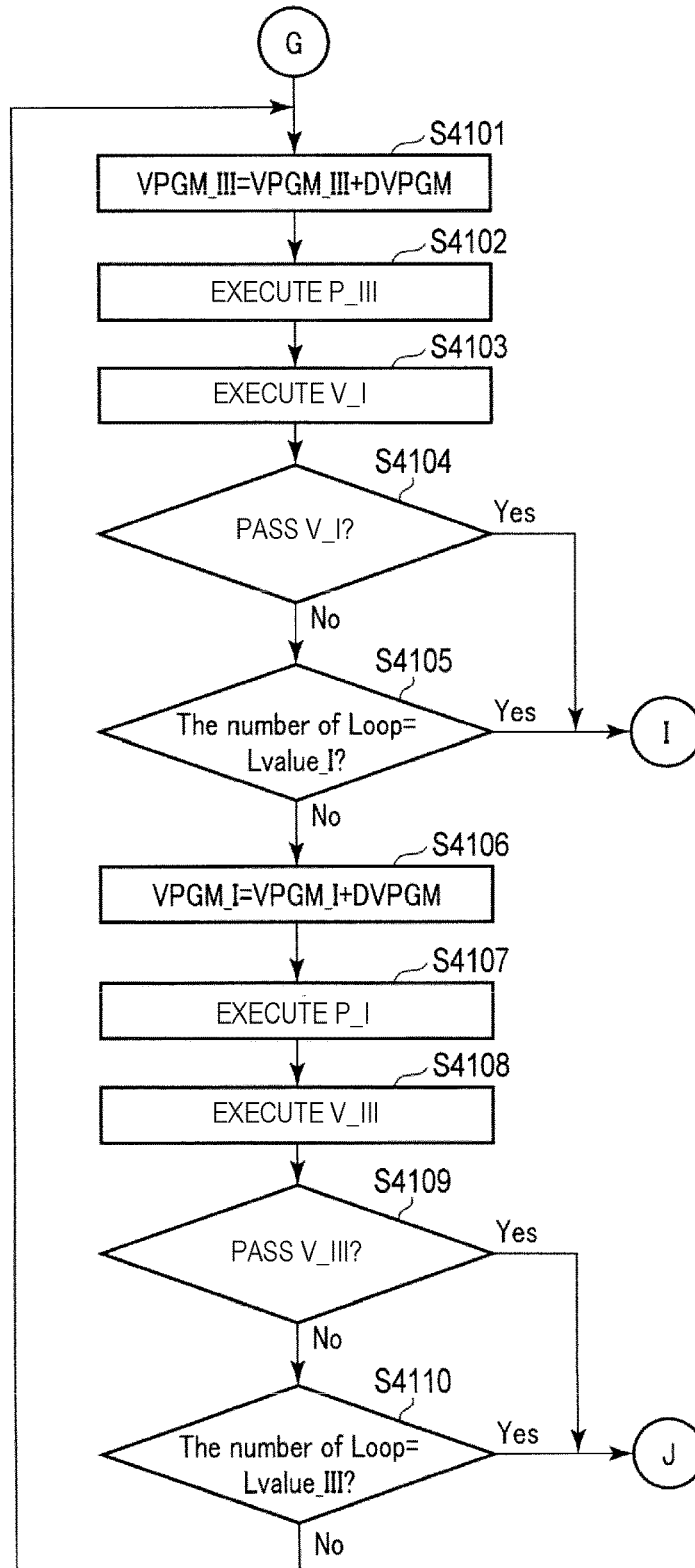 G
S4101
VPGM_III=VPGM_III+DVPGM
S4102
EXECUTE P_III
S4103
EXECUTE V_I
S4104
PASS V_I?
Yes
No
S4105
The number of Loop=
Lvalue_I?
Yes
I
No
S4106
VPGM_I=VPGM_I+DVPGM
S4107
EXECUTE P_I
S4108
EXECUTE V_III
S4109
PASS V_III?
Yes
No
S4110
The number of Loop=
Lvalue_III?
Yes
J
No